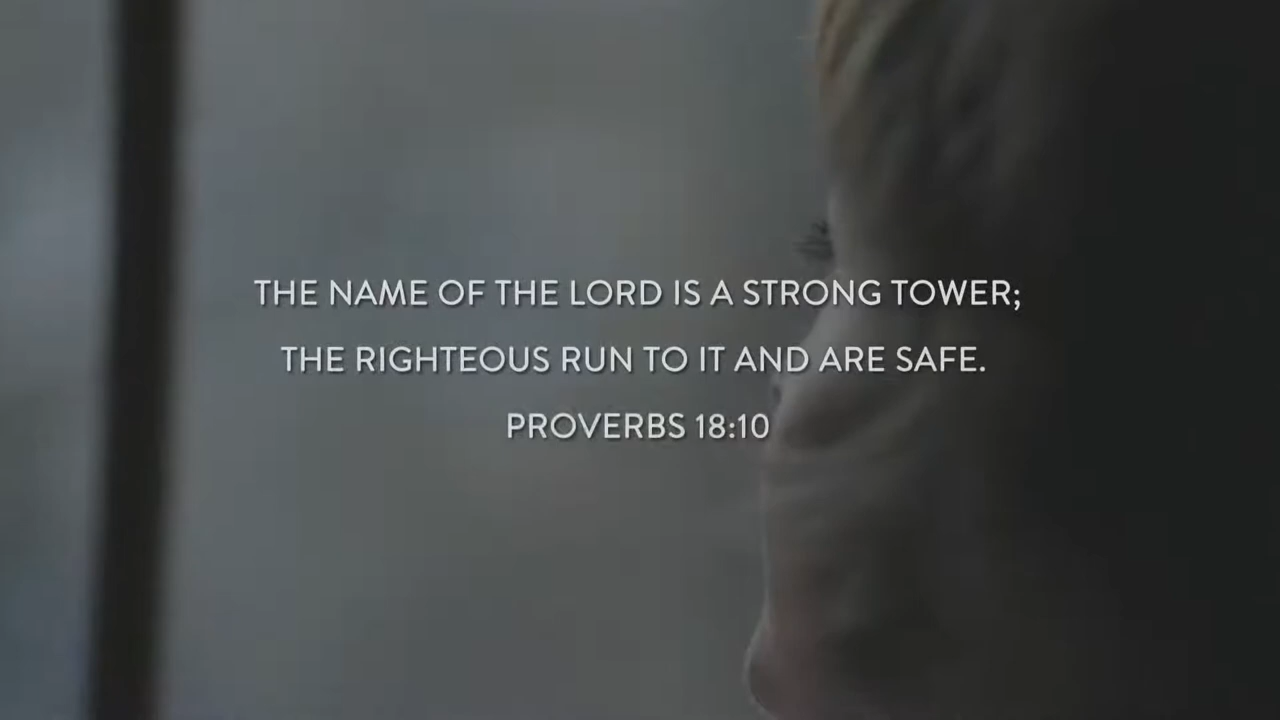 THE NAME OF THE LORD IS A STRONG TOWER;
THE RIGHTEOUS RUN TO IT AND ARE SAFE.
PROVERBS 18:10